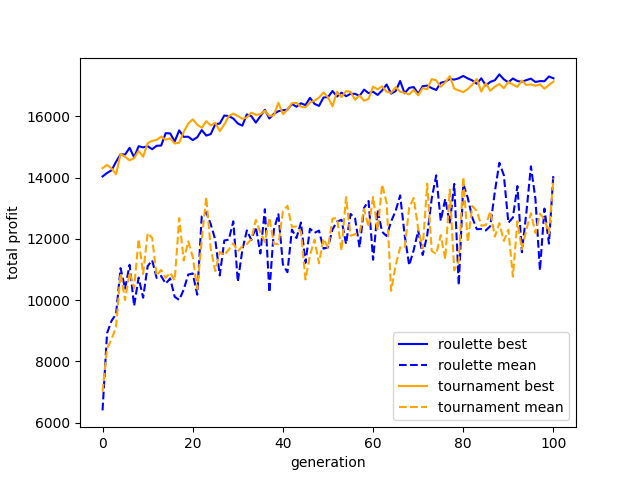 total profit
16000
14000
12000
10000
8000
6000
0
20
40
60
80
100
generation
roulette best
roulette mean
tournament best
tournament mean